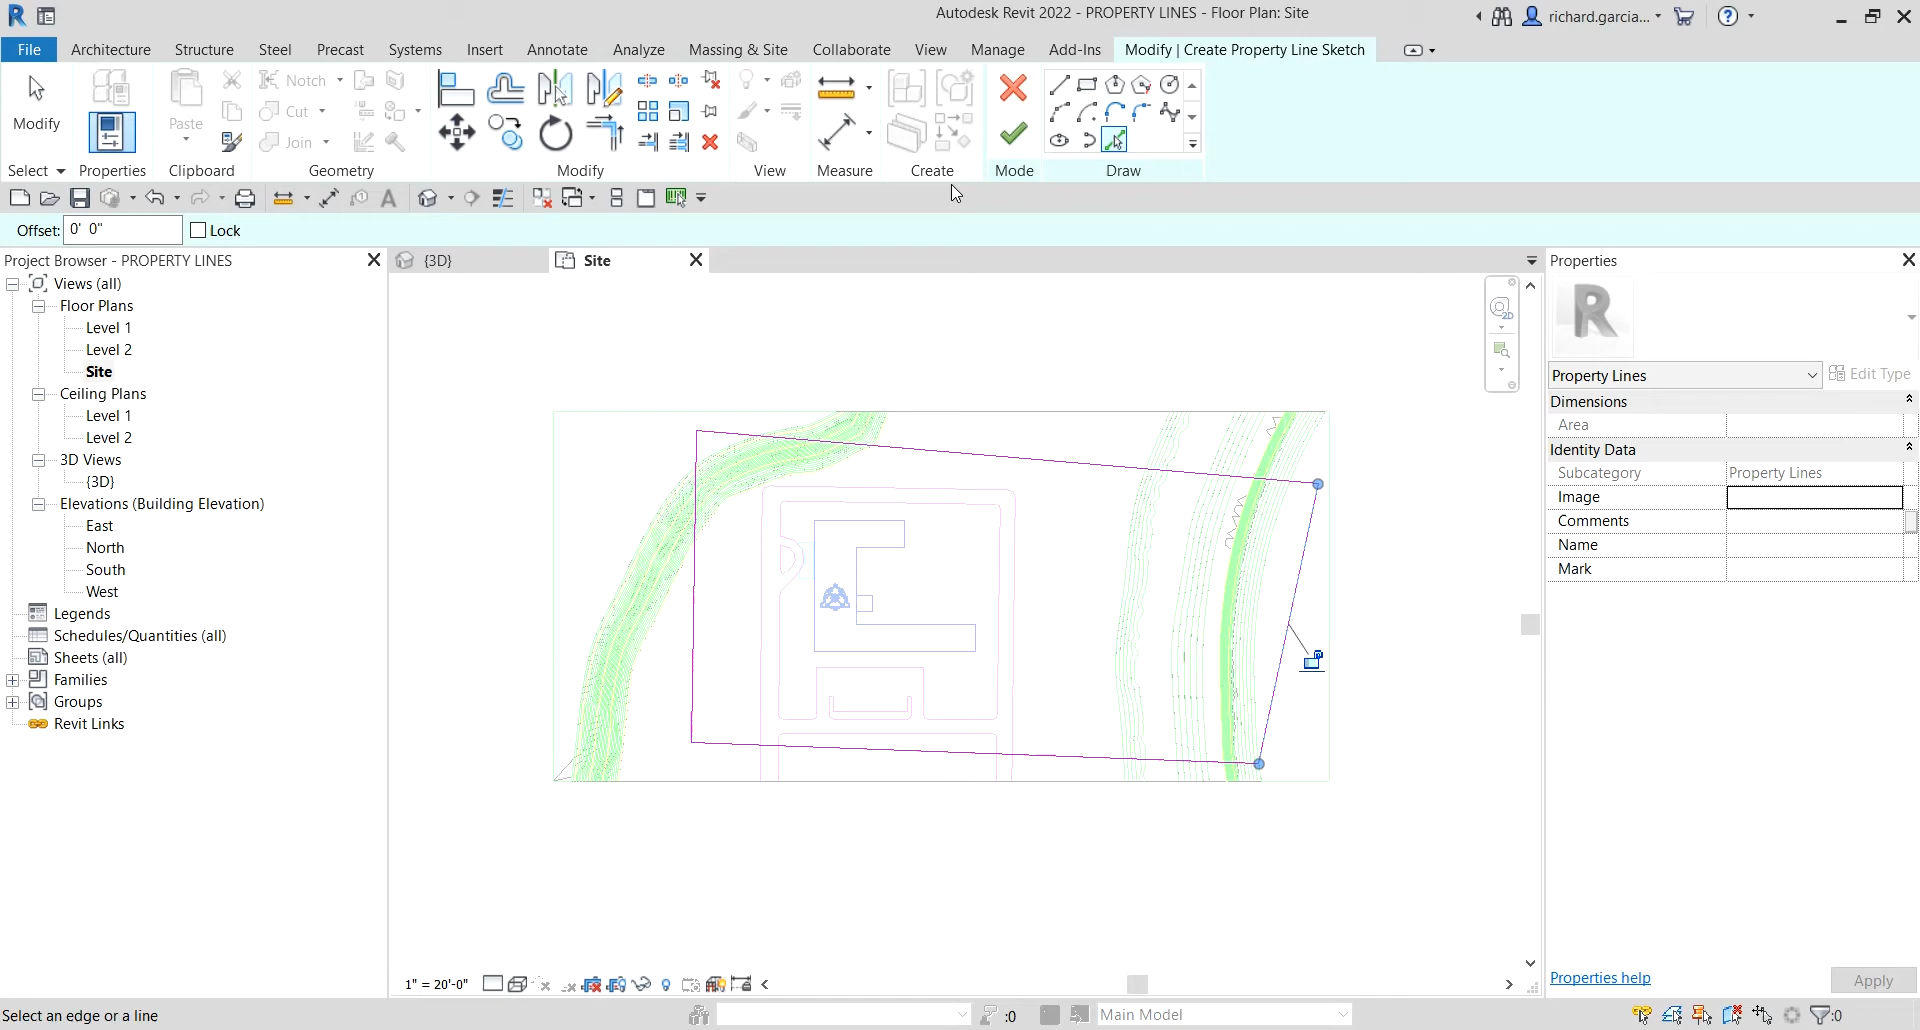 Autodesk Revit 2022 - PROPERTY LINES - Floor Plan: Site
richard.garcia...
File Architecture Structure Steel Precast Systems Insert Annotate Analyze Massing & Site Collaborate View Manage Add-Ins Modify | Create Property Line Sketch
Modify
Paste
Notch
Cut
Join
Select Properties Clipboard Geometry Modify View Measure Create Mode Draw
Offset: 0' 0" Lock
Project Browser - PROPERTY LINES
Views (all)
Floor Plans
Level 1
Level 2
Site
Ceiling Plans
Level 1
Level 2
3D Views
{3D}
Elevations (Building Elevation)
East
North
South
West
Legends
Schedules/Quantities (all)
Sheets (all)
Families
Groups
Revit Links
{3D} Site
2D
1" = 20'-0"
Properties
R
Property Lines Edit Type
Dimensions
Area
Identity Data
Subcategory Property Lines
Image
Comments
Name
Mark
Properties help Apply
Select an edge or a line :0 Main Model :0